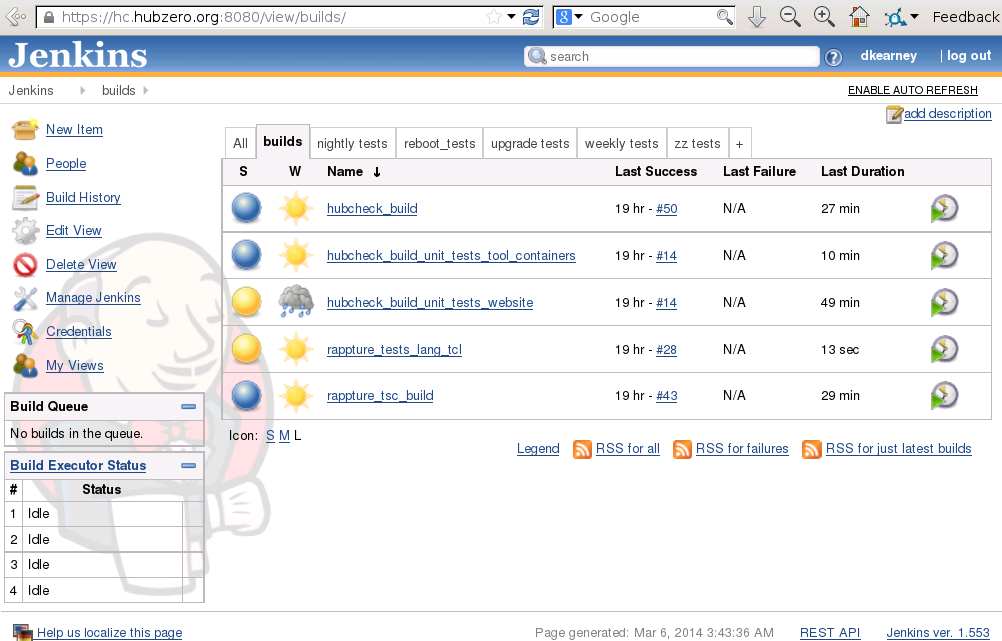 https://hc.hubzero.org:8080/view/builds/ Google Feedback
Jenkins search dkearney | log out
Jenkins builds ENABLE AUTO REFRESH
add description
New Item
People
Build History
Edit View
Delete View
Manage Jenkins
Credentials
My Views
Build Queue
No builds in the queue.
Build Executor Status
# Status
1 Idle
2 Idle
3 Idle
4 Idle
All builds nightly tests reboot_tests upgrade tests weekly tests zz tests +
S W Name ↓ Last Success Last Failure Last Duration
hubcheck_build 19 hr - #50 N/A 27 min
hubcheck_build_unit_tests_tool_containers 19 hr - #14 N/A 10 min
hubcheck_build_unit_tests_website 19 hr - #14 N/A 49 min
rappture_tests_lang_tcl 19 hr - #28 N/A 13 sec
rappture_tsc_build 19 hr - #43 N/A 29 min
Icon: S M L
Legend RSS for all RSS for failures RSS for just latest builds
Help us localize this page Page generated: Mar 6, 2014 3:43:36 AM REST API Jenkins ver. 1.553